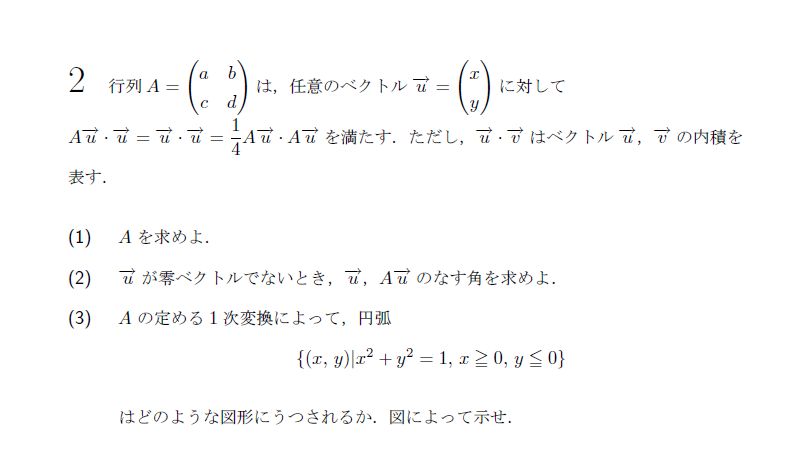 2 行列 $A = \begin{pmatrix} a & b \\ c & d \end{pmatrix}$ は，任意のベクトル $\overrightarrow{u} = \begin{pmatrix} x \\ y \end{pmatrix}$ に対して
$A\overrightarrow{u} \cdot \overrightarrow{u} = \overrightarrow{u} \cdot \overrightarrow{u} = \frac{1}{4} A\overrightarrow{u} \cdot A\overrightarrow{u}$ を満たす．ただし，$\overrightarrow{u} \cdot \overrightarrow{v}$ はベクトル $\overrightarrow{u}$，$\overrightarrow{v}$ の内積を
表す．
(1) $A$ を求めよ．
(2) $\overrightarrow{u}$ が零ベクトルでないとき，$\overrightarrow{u}$，$A\overrightarrow{u}$ のなす角を求めよ．
(3) $A$ の定める 1 次変換によって，円弧
$\{(x, y) | x^2 + y^2 = 1, x \geqq 0, y \leqq 0\}$
はどのような図形にうつされるか．図によって示せ．